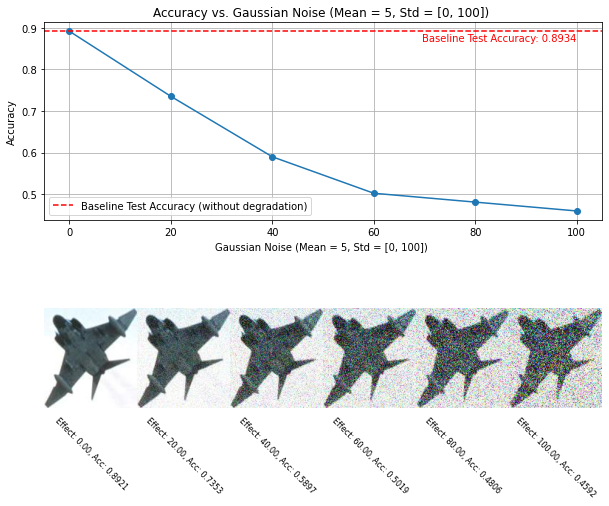 Accuracy vs. Gaussian Noise (Mean = 5, Std = [0, 100])
0.9
Baseline Test Accuracy: 0.8934
0.8
0.7
0.6
0.5
Accuracy
Baseline Test Accuracy (without degradation)
0 20 40 60 80 100
Gaussian Noise (Mean = 5, Std = [0, 100])
Effect: 0.00, Acc: 0.8921
Effect: 20.00, Acc: 0.7353
Effect: 40.00, Acc: 0.5897
Effect: 60.00, Acc: 0.5019
Effect: 80.00, Acc: 0.4806
Effect: 100.00, Acc: 0.4592